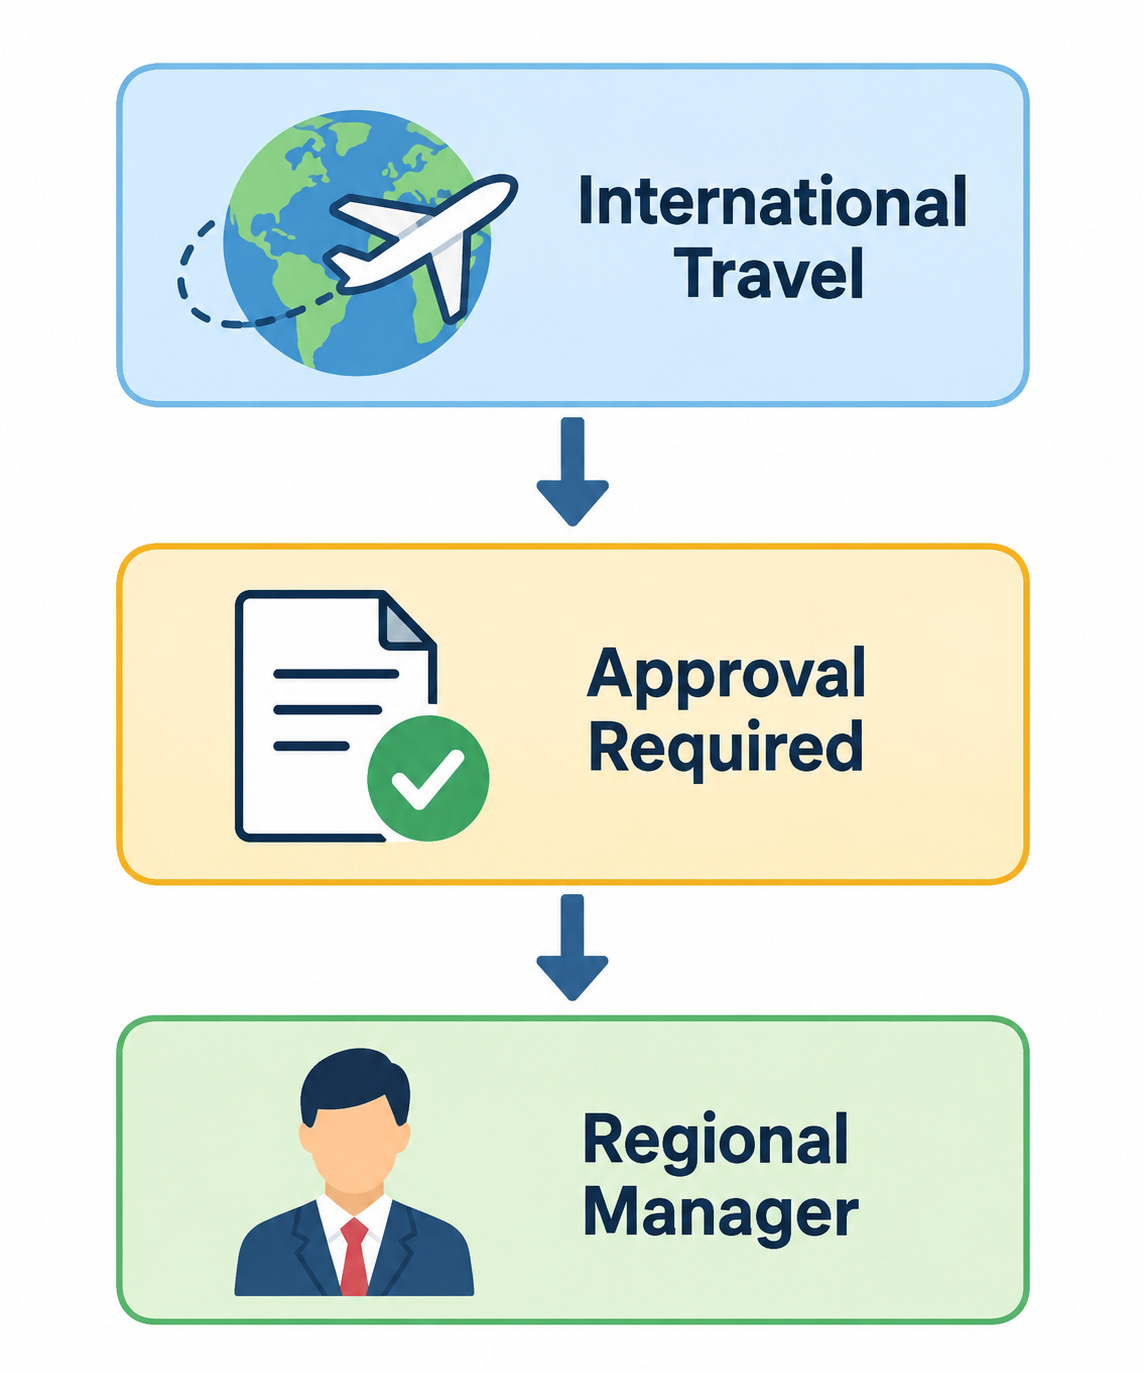 International
Travel
Approval
Required
Regional
Manager